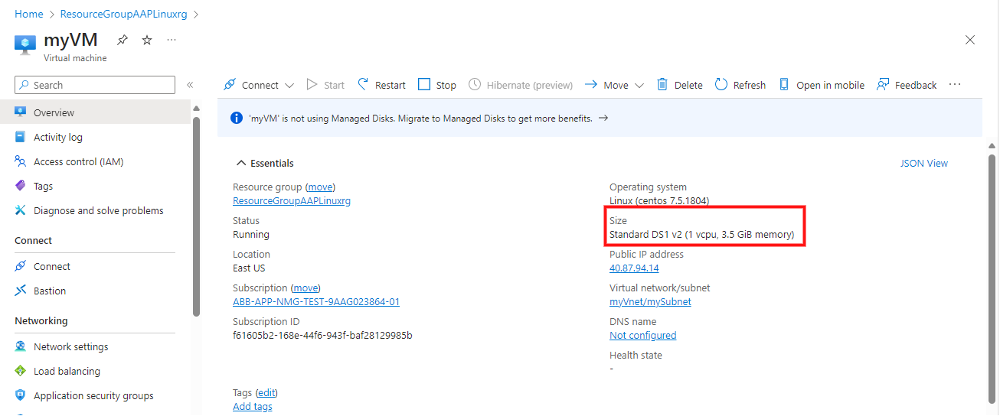 Home > ResourceGroupAAPLinuxrg >
myVM
Virtual machine
Search
Connect
Start
Restart
Stop
Hibernate (preview)
Move
Delete
Refresh
Open in mobile
Feedback
Overview
Activity log
Access control (IAM)
Tags
Diagnose and solve problems
Connect
Connect
Bastion
Networking
Network settings
Load balancing
Application security groups
'myVM' is not using Managed Disks. Migrate to Managed Disks to get more benefits. →
Essentials
JSON View
Resource group (move)
ResourceGroupAAPLinuxrg
Status
Running
Location
East US
Subscription (move)
ABB-APP-NMG-TEST-9AAG023864-01
Subscription ID
f61605b2-168e-44f6-943f-baf28129985b
Operating system
Linux (centos 7.5.1804)
Size
Standard DS1 v2 (1 vcpu, 3.5 GiB memory)
Public IP address
40.87.94.14
Virtual network/subnet
myVnet/mySubnet
DNS name
Not configured
Health state
-
Tags (edit)
Add tags